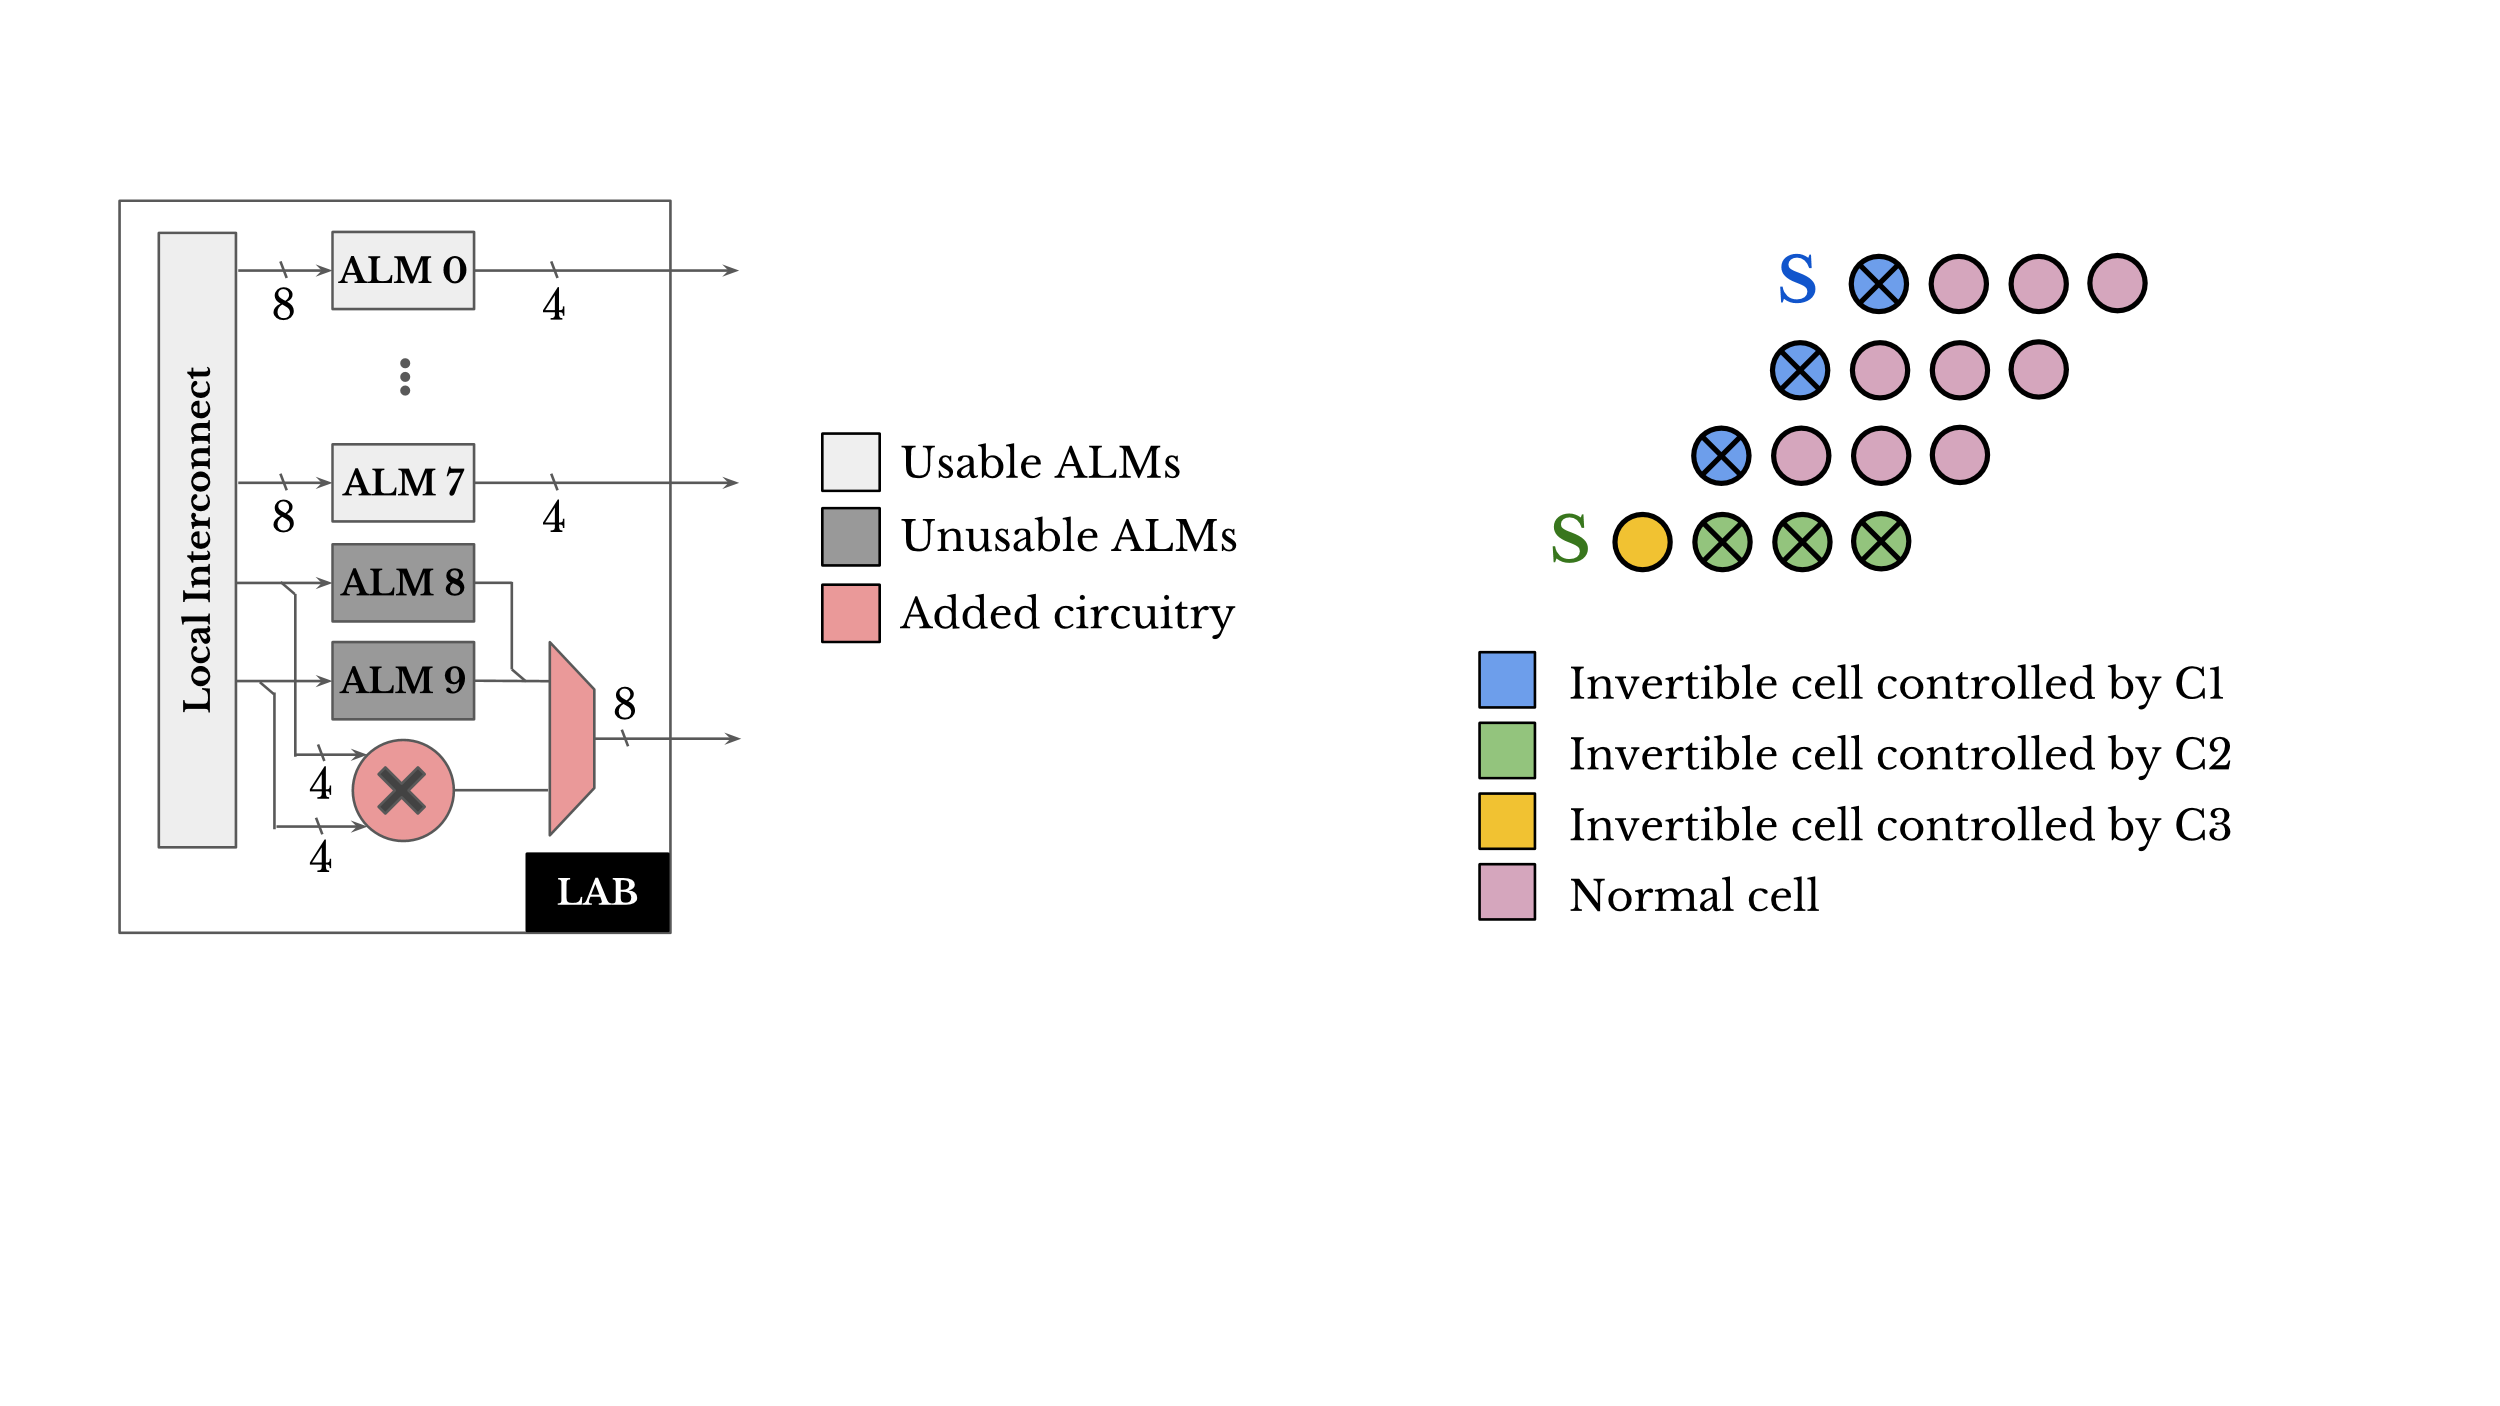 Local Interconnect
ALM 0
8
4
ALM7
8
4
ALM 8
ALM 9
8
4
4
LAB
Usable ALMs
Unusable ALMs
Added circuitry
S
S
Invertible cell controlled by C1
Invertible cell controlled by C2
Invertible cell controlled by C3
Normal cell